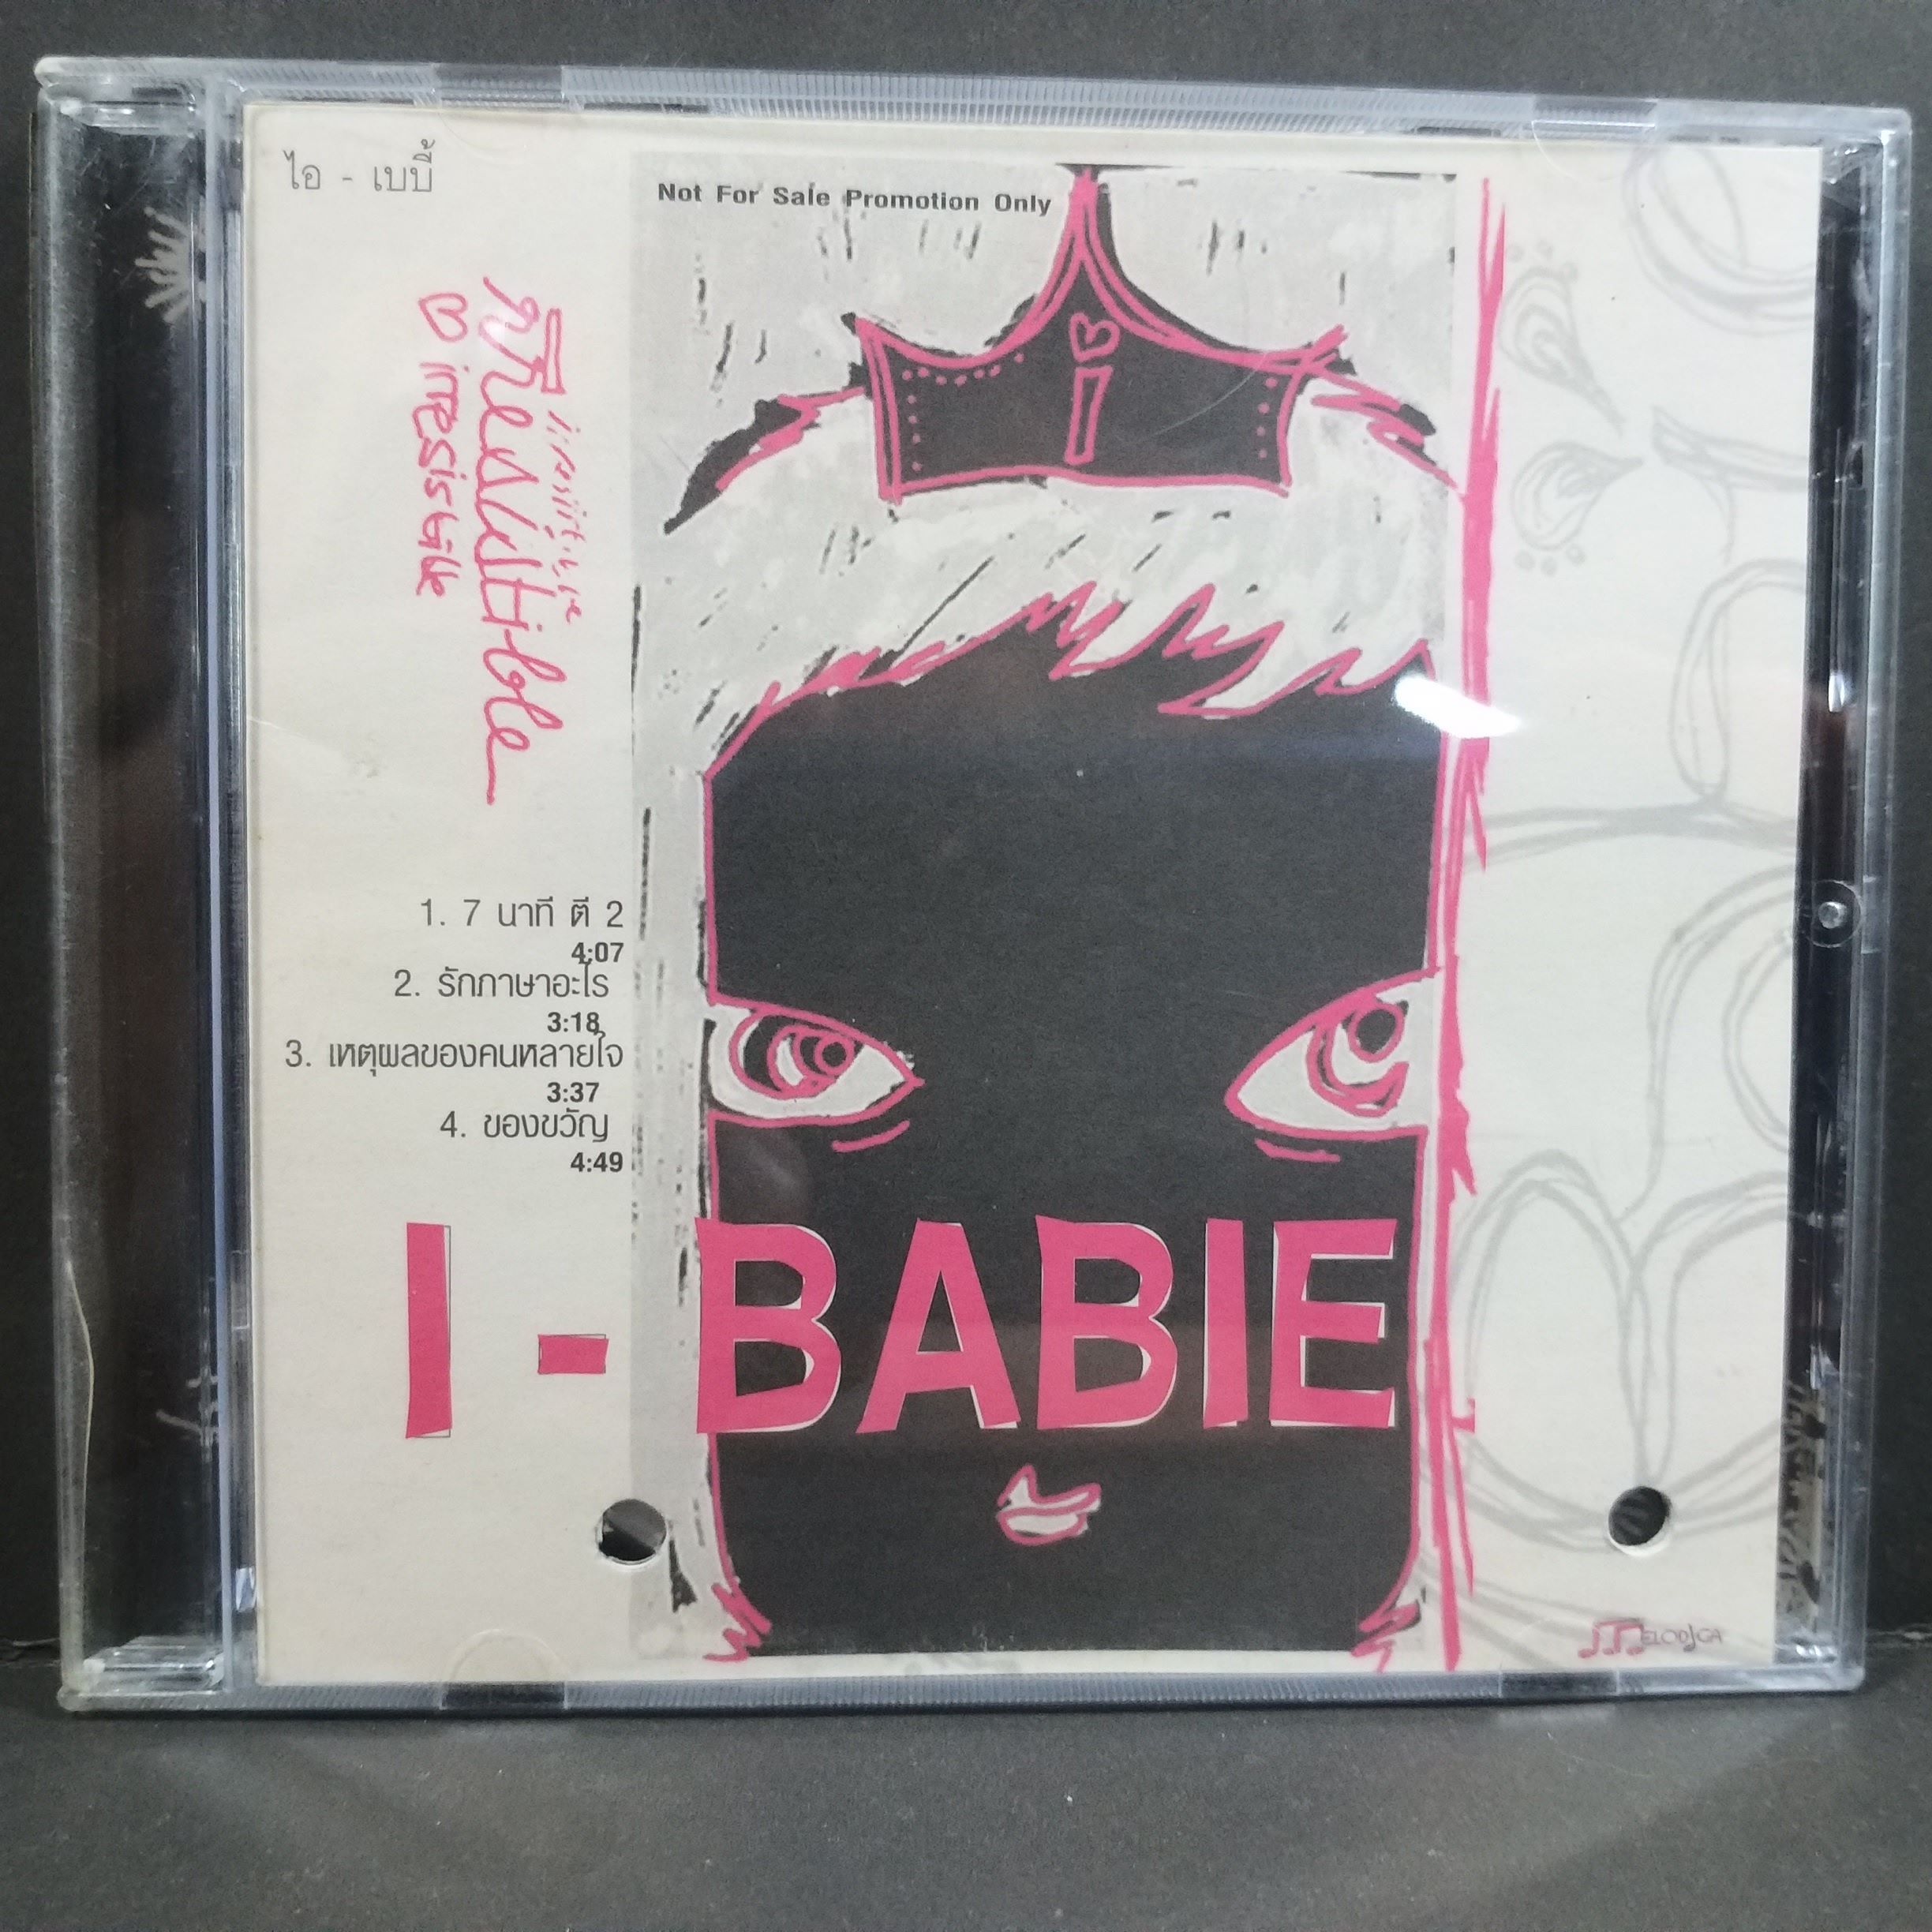 ไอ - เบบี้
Not For Sale Promotion Only
irresistible
irresistible
irresistible
1. 7 นาที ตี 2
4:07
2. รักภาษาอะไร
3:18
3. เหตุผลของคนหลายใจ
3:37
4. ของขวัญ
4:49
I - BABIE
i